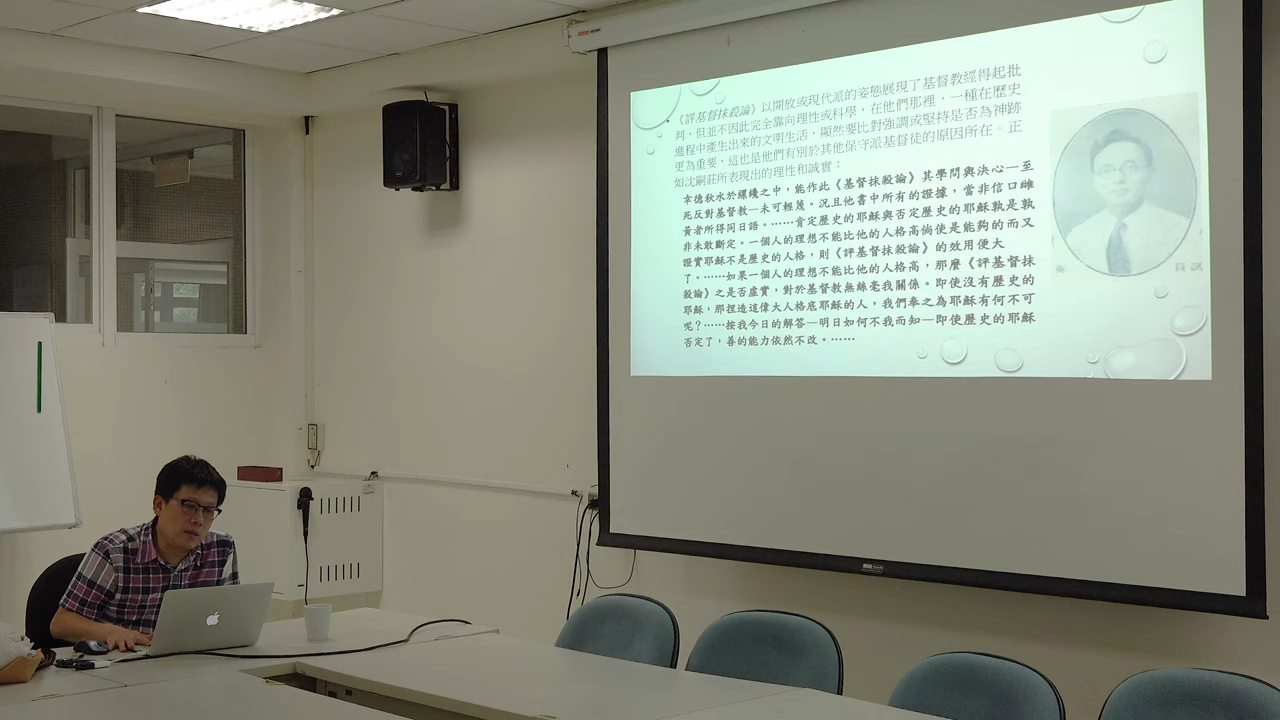 《評基督抹殺論》以開放或現代派的姿態展現了基督教經得起批
判，但並不因此完全靠向理性或科學，在他們那裡，一種在歷史
進程中產生出來的文明生活，顯然要比對強調或堅持是否為神跡
更為重要，這也是他們有別於其他保守派基督徒的原因所在。正
如沈嗣莊所表現出的理性和誠實：
幸德秋水於縲綫之中，能作此《基督抹殺論》其學問與決心—至
死反對基督教—未可輕蔑。況且他書中所有的證據，當非信口雌
黃者所得同日語。……肯定歷史的耶穌與否定歷史的耶穌孰是孰
非未敢斷定。一個人的理想不能比他的人格高倘使是能夠的而又
證實耶穌不是歷史的人格，則《評基督抹殺論》的效用便大
了。……如果一個人的理想不能比他的人格高，那麼《評基督抹
殺論》之是否虛實，對於基督教無絲毫我關係。即使沒有歷史的
耶穌，那捏造這偉大人格底耶穌的人，我們奉之為耶穌有何不可
呢？……按我今日的解答—明日如何不我而知—即使歷史的耶穌
否定了，善的能力依然不改。……
員議